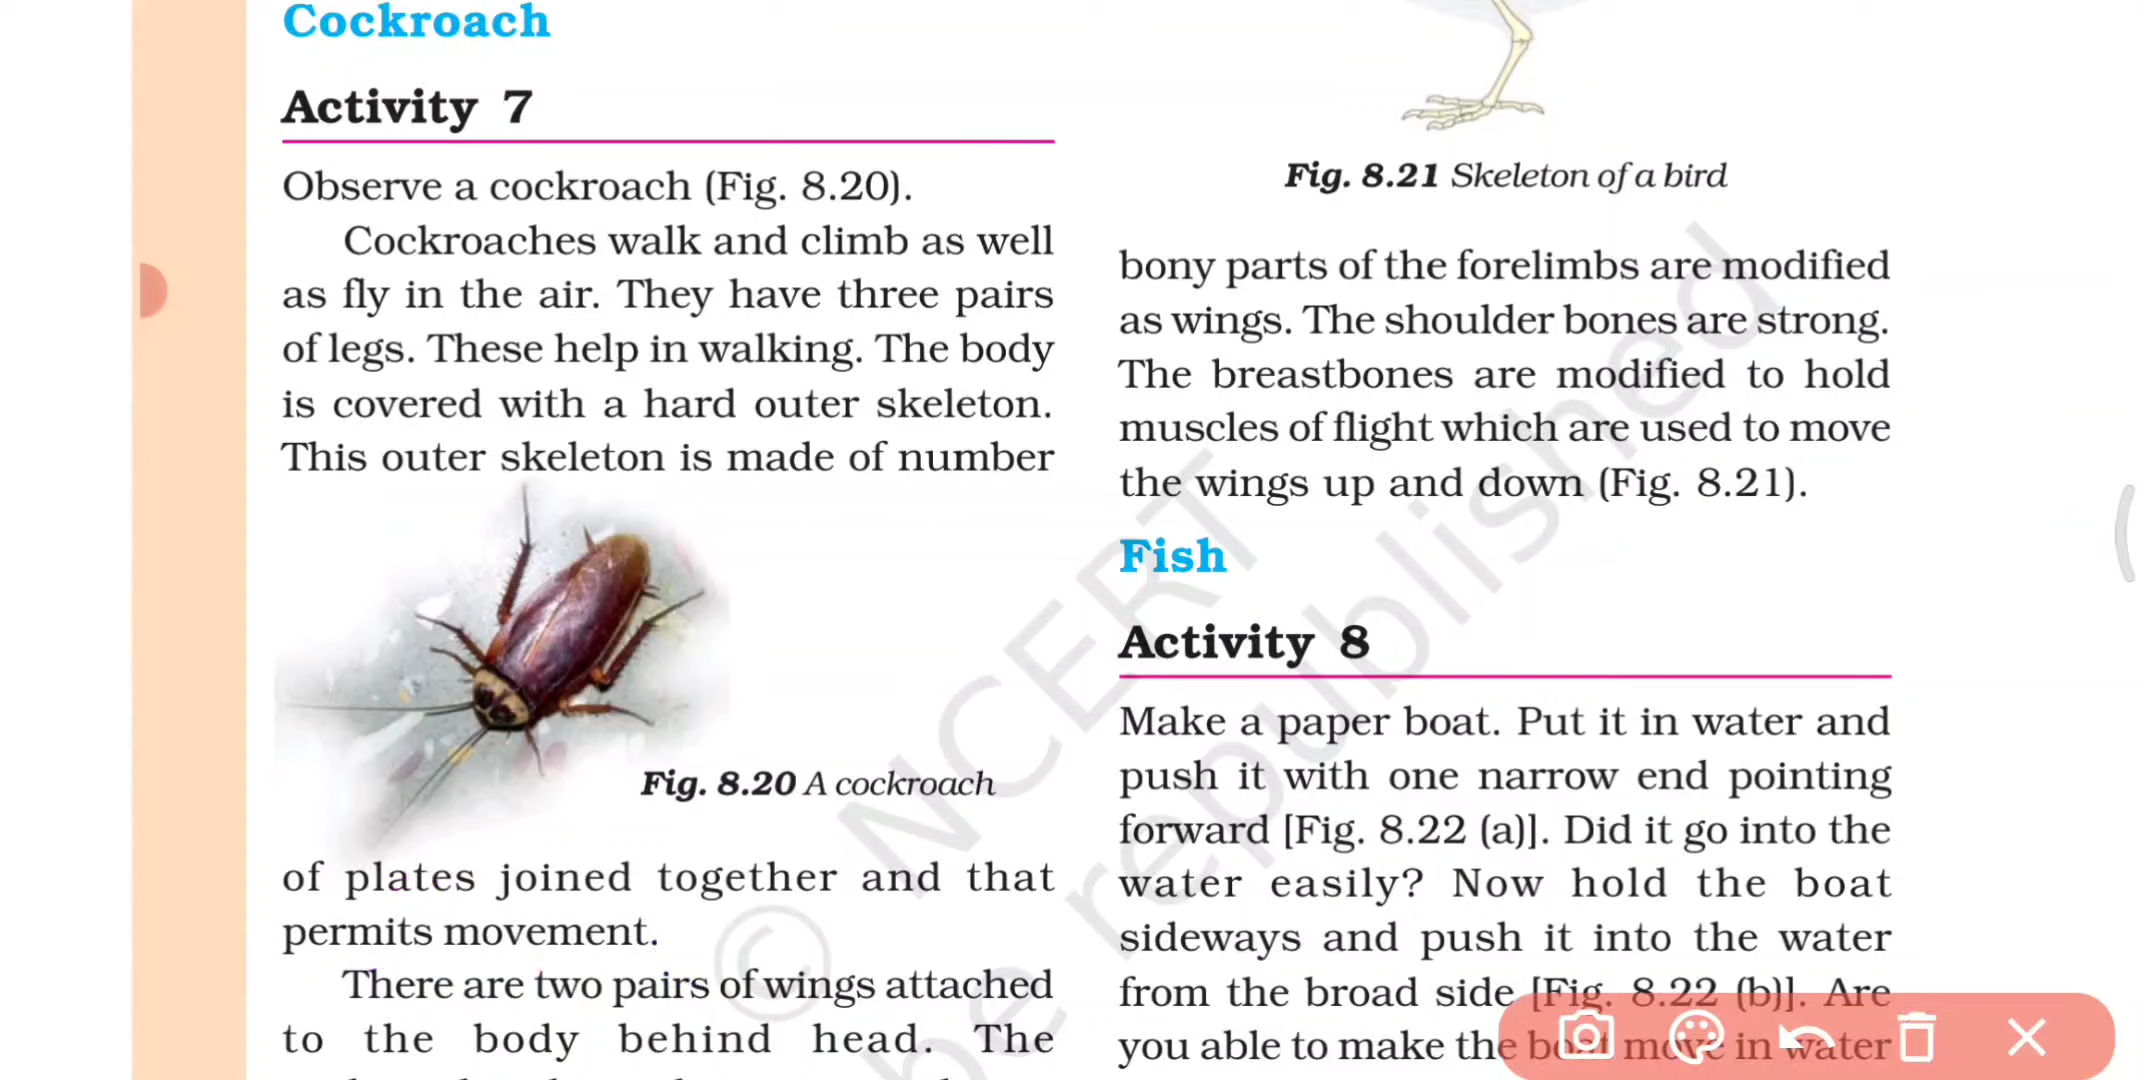 Cockroach
Activity 7
Observe a cockroach (Fig. 8.20).
Cockroaches walk and climb as well
as fly in the air. They have three pairs
of legs. These help in walking. The body
is covered with a hard outer skeleton.
This outer skeleton is made of number
Fig. 8.20 A cockroach
of plates joined together and that
permits movement.
There are two pairs of wings attached
to the body behind head. The
Fig. 8.21 Skeleton of a bird
bony parts of the forelimbs are modified
as wings. The shoulder bones are strong.
The breastbones are modified to hold
muscles of flight which are used to move
the wings up and down (Fig. 8.21).
Fish
Activity 8
Make a paper boat. Put it in water and
push it with one narrow end pointing
forward [Fig. 8.22 (a)]. Did it go into the
water easily? Now hold the boat
sideways and push it into the water
from the broad side [Fig. 8.22 (b)]. Are
you able to make the boat move in water
© NCERT
be republished